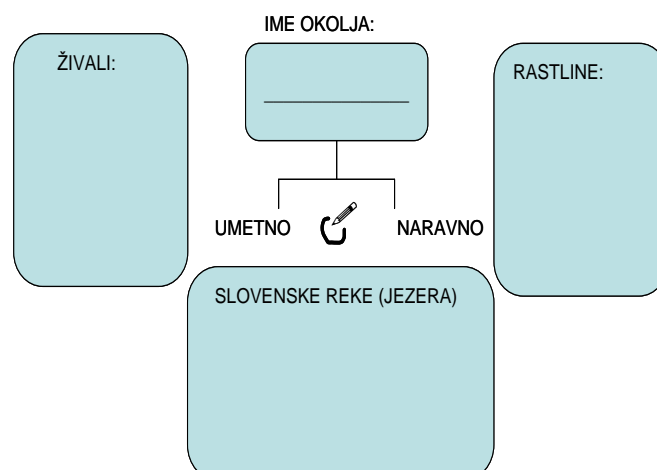 IME OKOLJA:
ŽIVALI:
RASTLINE:
UMETNO
NARAVNO
SLOVENSKE REKE (JEZERA)